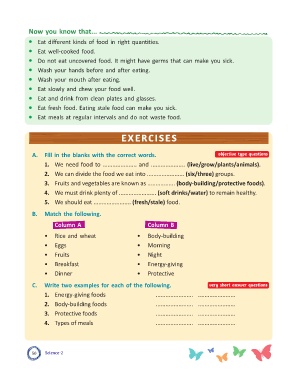 Now you know that...
• Eat different kinds of food in right quantities.
• Eat well-cooked food.
• Do not eat uncovered food. It might have germs that can make you sick.
• Wash your hands before and after eating.
• Wash your mouth after eating.
• Eat slowly and chew your food well.
• Eat and drink from clean plates and glasses.
• Eat fresh food. Eating stale food can make you sick.
• Eat meals at regular intervals and do not waste food.
EXERCISES
A. Fill in the blanks with the correct words. objective type questions
1. We need food to .................... and .................... (live/grow/plants/animals).
2. We can divide the food we eat into .................... (six/three) groups.
3. Fruits and vegetables are known as ............... (body-building/protective foods).
4. We must drink plenty of .................... (soft drinks/water) to remain healthy.
5. We should eat .................... (fresh/stale) food.
B. Match the following.
Column A Column B
• Rice and wheat • Body-building
• Eggs • Morning
• Fruits • Night
• Breakfast • Energy-giving
• Dinner • Protective
C. Write two examples for each of the following. very short answer questions
1. Energy-giving foods .................... ....................
2. Body-building foods .................... ....................
3. Protective foods .................... ....................
4. Types of meals .................... ....................
Science 2